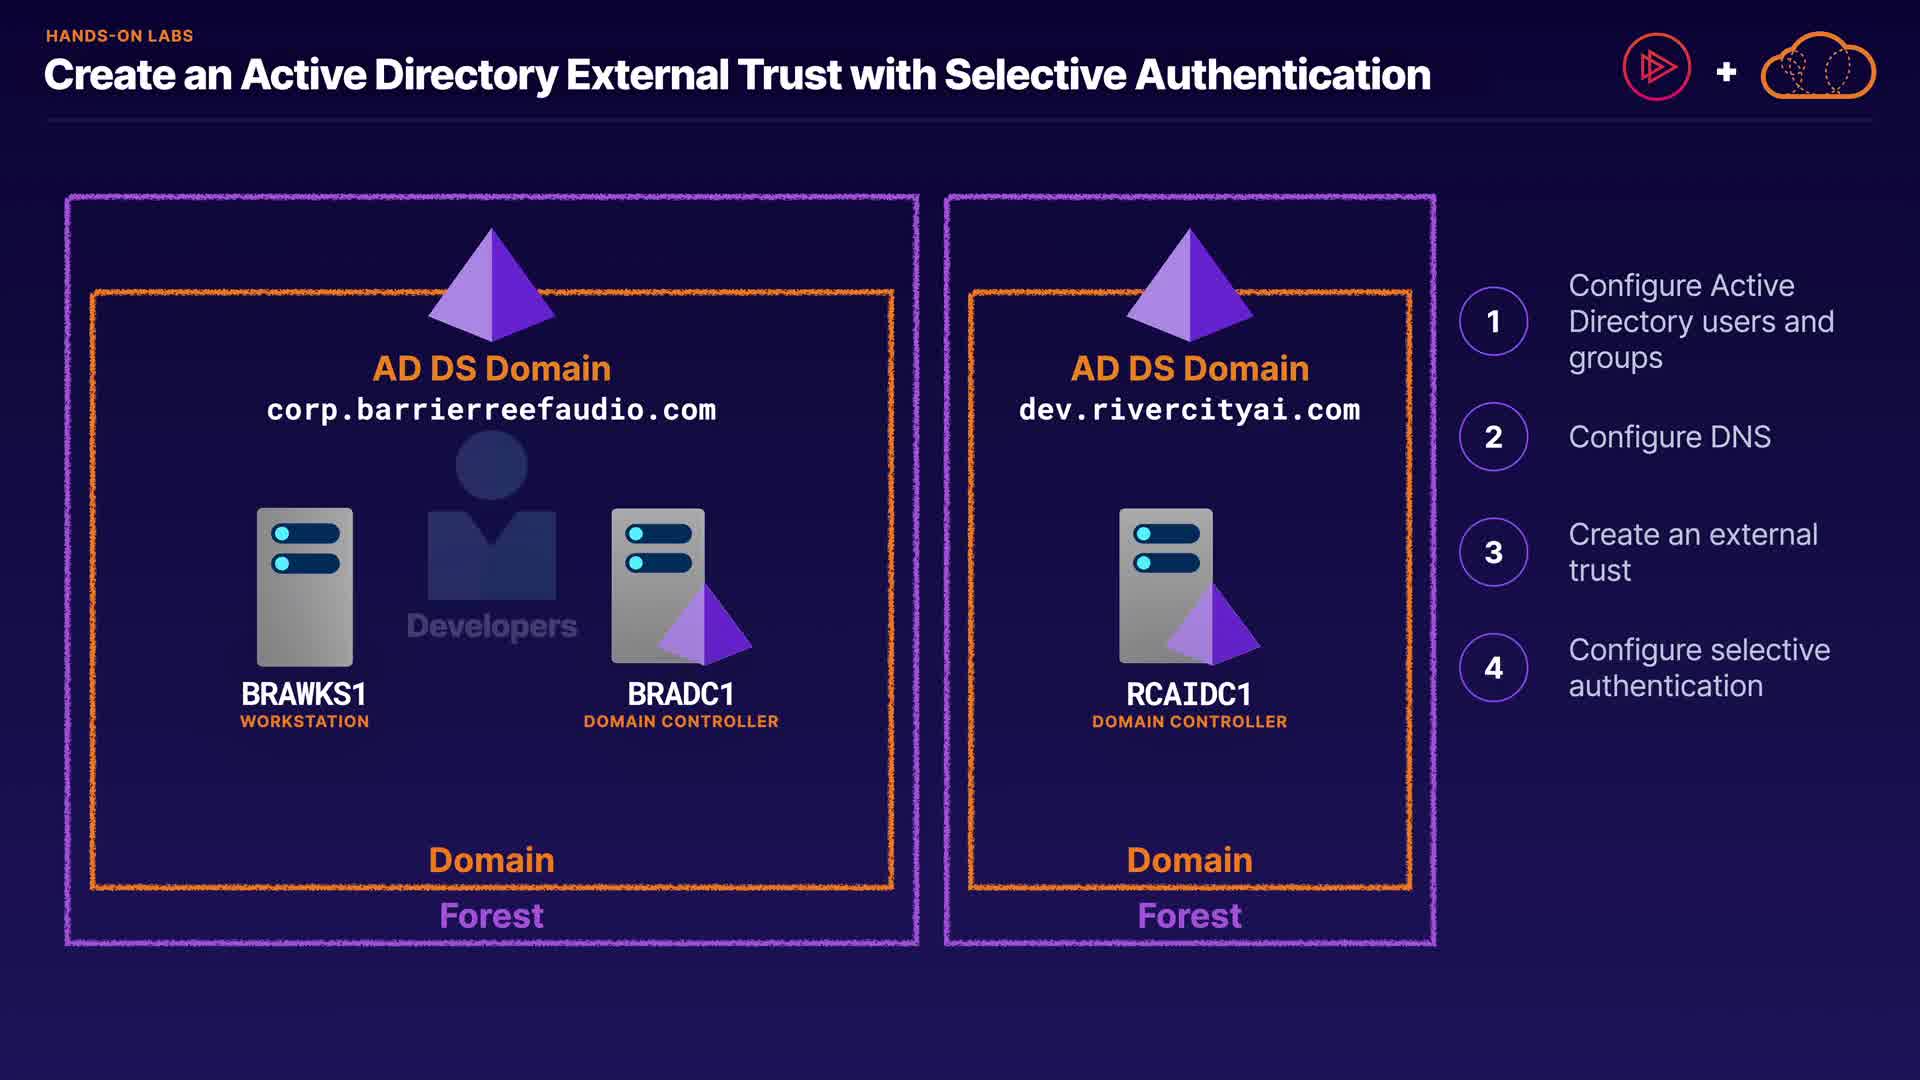 HANDS-ON LABS
Create an Active Directory External Trust with Selective Authentication
+
AD DS Domain
corp.barrierreefaudio.com
Developers
BRAWKS1
WORKSTATION
BRADC1
DOMAIN CONTROLLER
Domain
Forest
AD DS Domain
dev.rivercityai.com
RCAIDC1
DOMAIN CONTROLLER
Domain
Forest
1
Configure Active
Directory users and
groups
2
Configure DNS
3
Create an external
trust
4
Configure selective
authentication